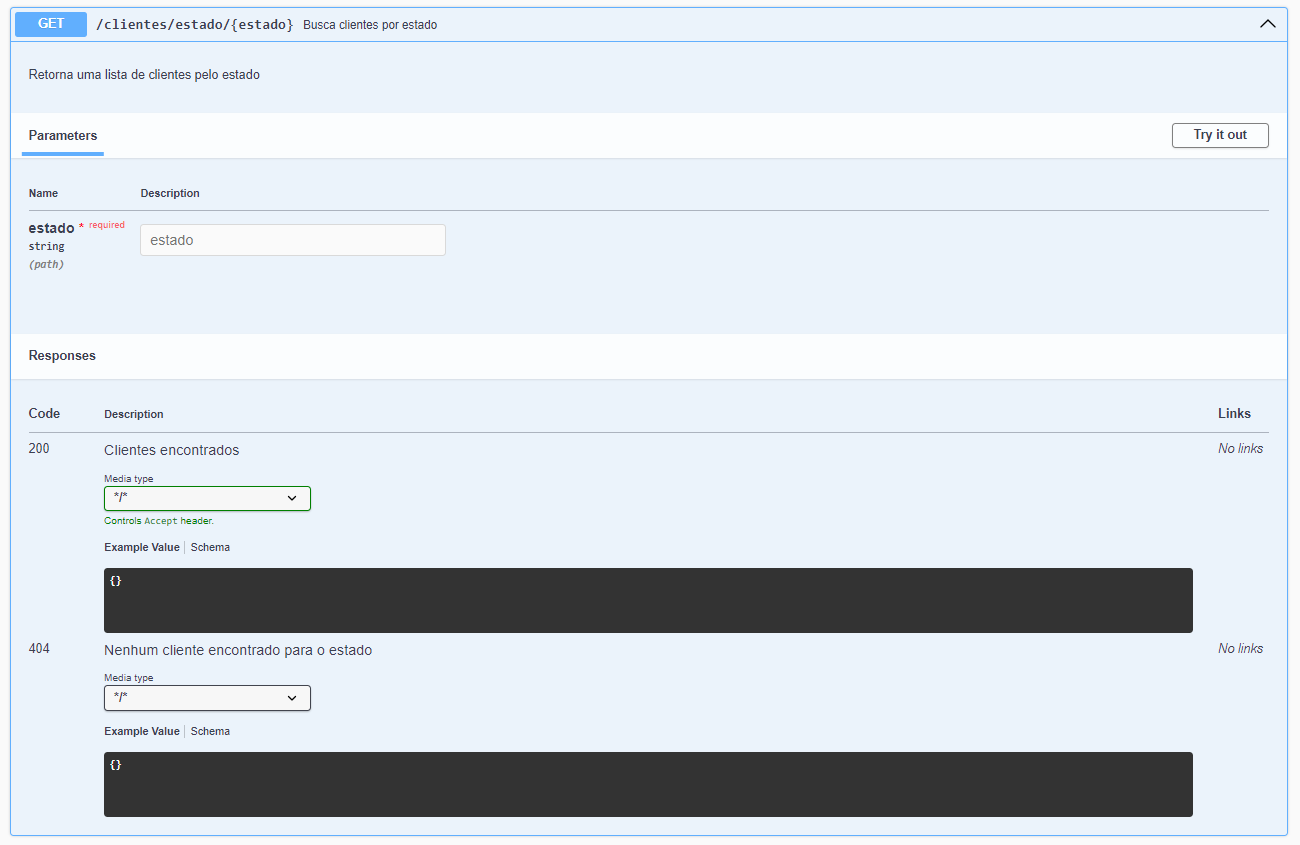 GET /clientes/estado/{estado} Busca clientes por estado
Retorna uma lista de clientes pelo estado
Parameters Try it out
Name Description
estado * required
string
(path)
estado
Responses
Code Description Links
200 Clientes encontrados No links
Media type
*/*
Controls Accept header.
Example Value Schema
{}
404 Nenhum cliente encontrado para o estado No links
Media type
*/*
Example Value Schema
{}